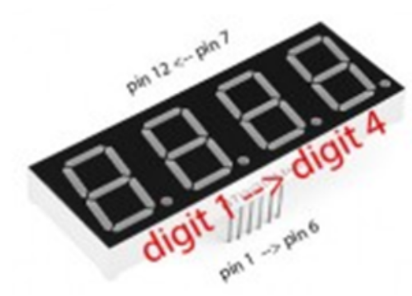 pin 12 <-- pin 7
digit 1 --> digit 4
pin 1 --> pin 6